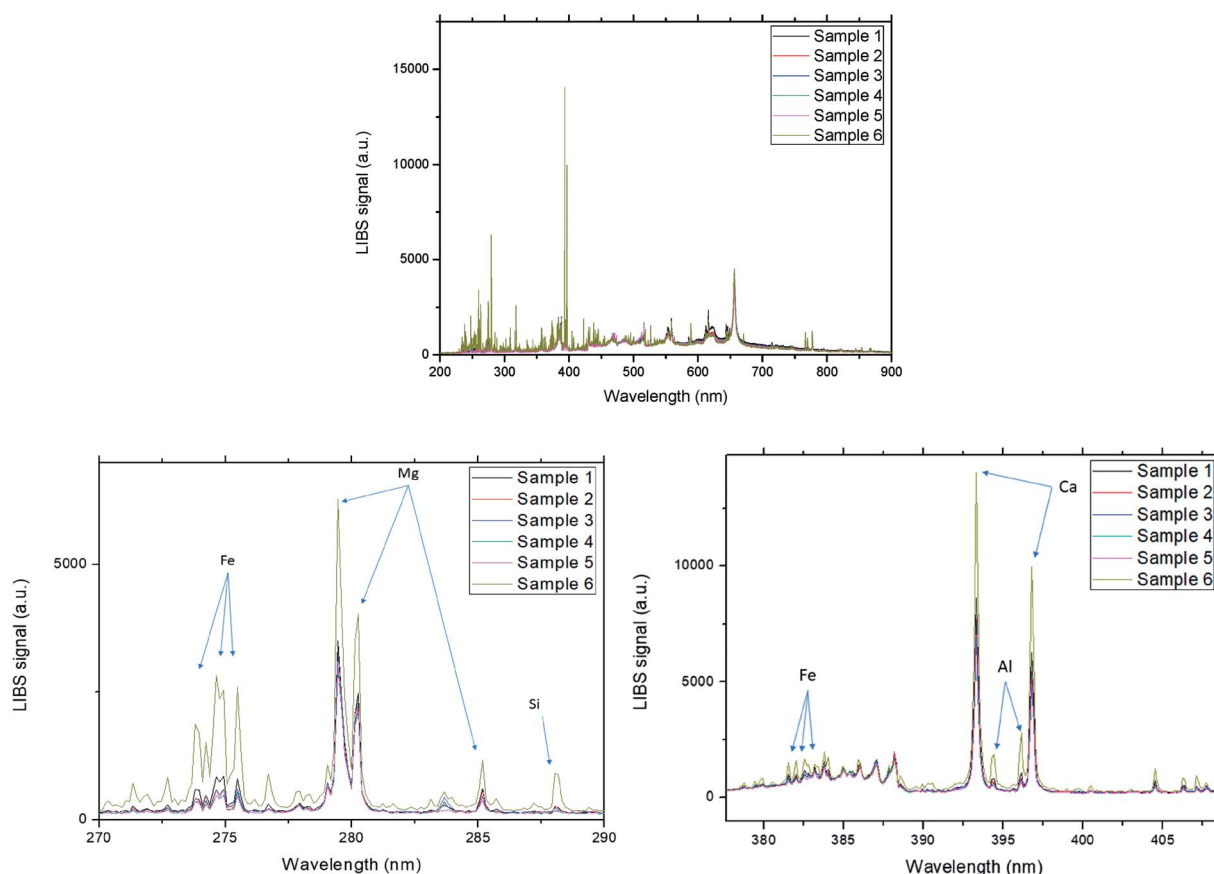 Sample 1
Sample 2
Sample 3
Sample 4
Sample 5
Sample 6
15000
10000
5000
0
LIBS signal (a.u.)
200 300 400 500 600 700 800 900
Wavelength (nm)
Mg
Fe
Si
Sample 1
Sample 2
Sample 3
Sample 4
Sample 5
Sample 6
5000
0
LIBS signal (a.u.)
270 275 280 285 290
Wavelength (nm)
Ca
Al
Fe
Sample 1
Sample 2
Sample 3
Sample 4
Sample 5
Sample 6
10000
5000
0
LIBS signal (a.u.)
380 385 390 395 400 405
Wavelength (nm)